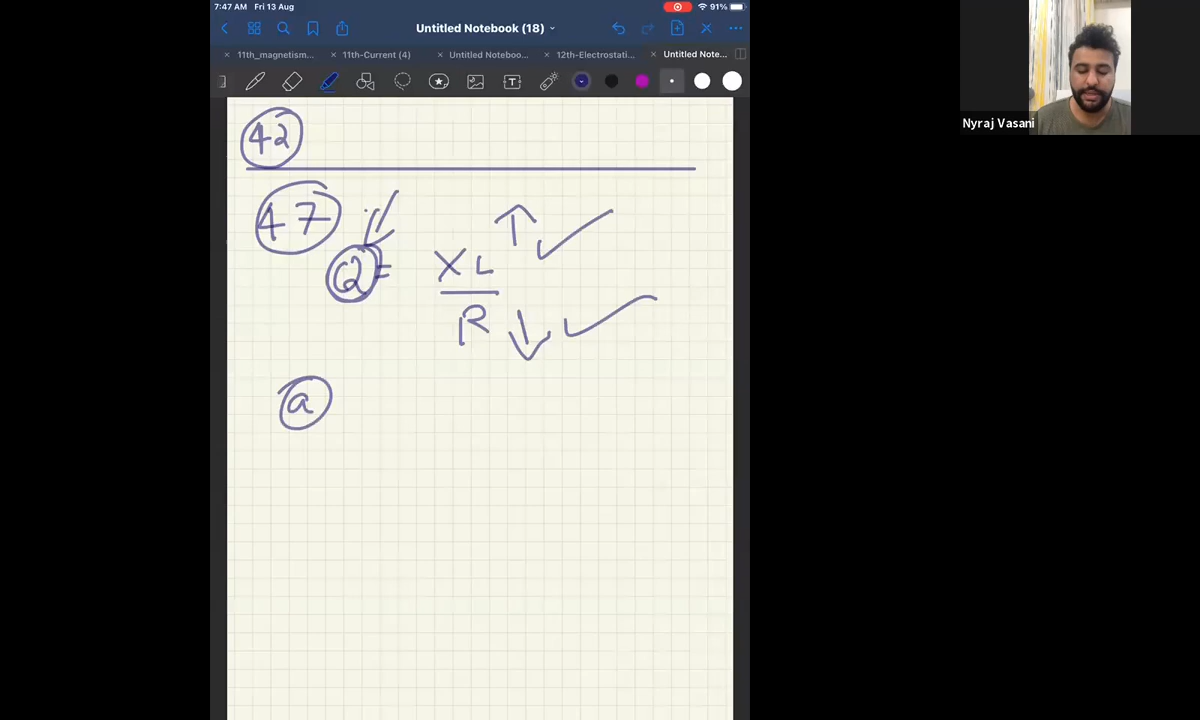 7:47 AM Fri 13 Aug
91%
Untitled Notebook (18)
11th_magnetism...
11th-Current (4)
Untitled Noteboo...
12th-Electrostati...
Untitled Note...
Nyraj Vasani
42
47
Q = XL
R
a